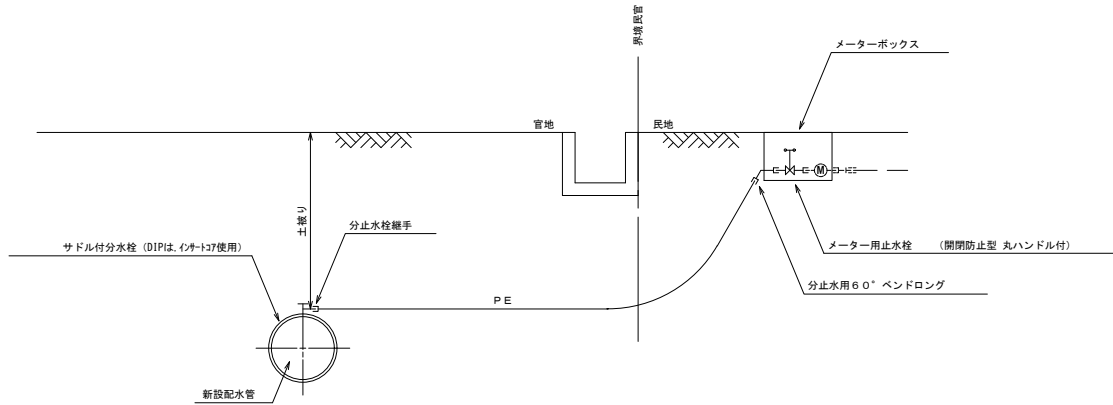 官民境界
メーターボックス
官地
民地
M
土被り
分止水栓継手
サドル付分水栓（DIPは､インサートコア使用）
メーター用止水栓　（開閉防止型 丸ハンドル付）
分止水用６０°ベンドロング
ＰＥ
新設配水管